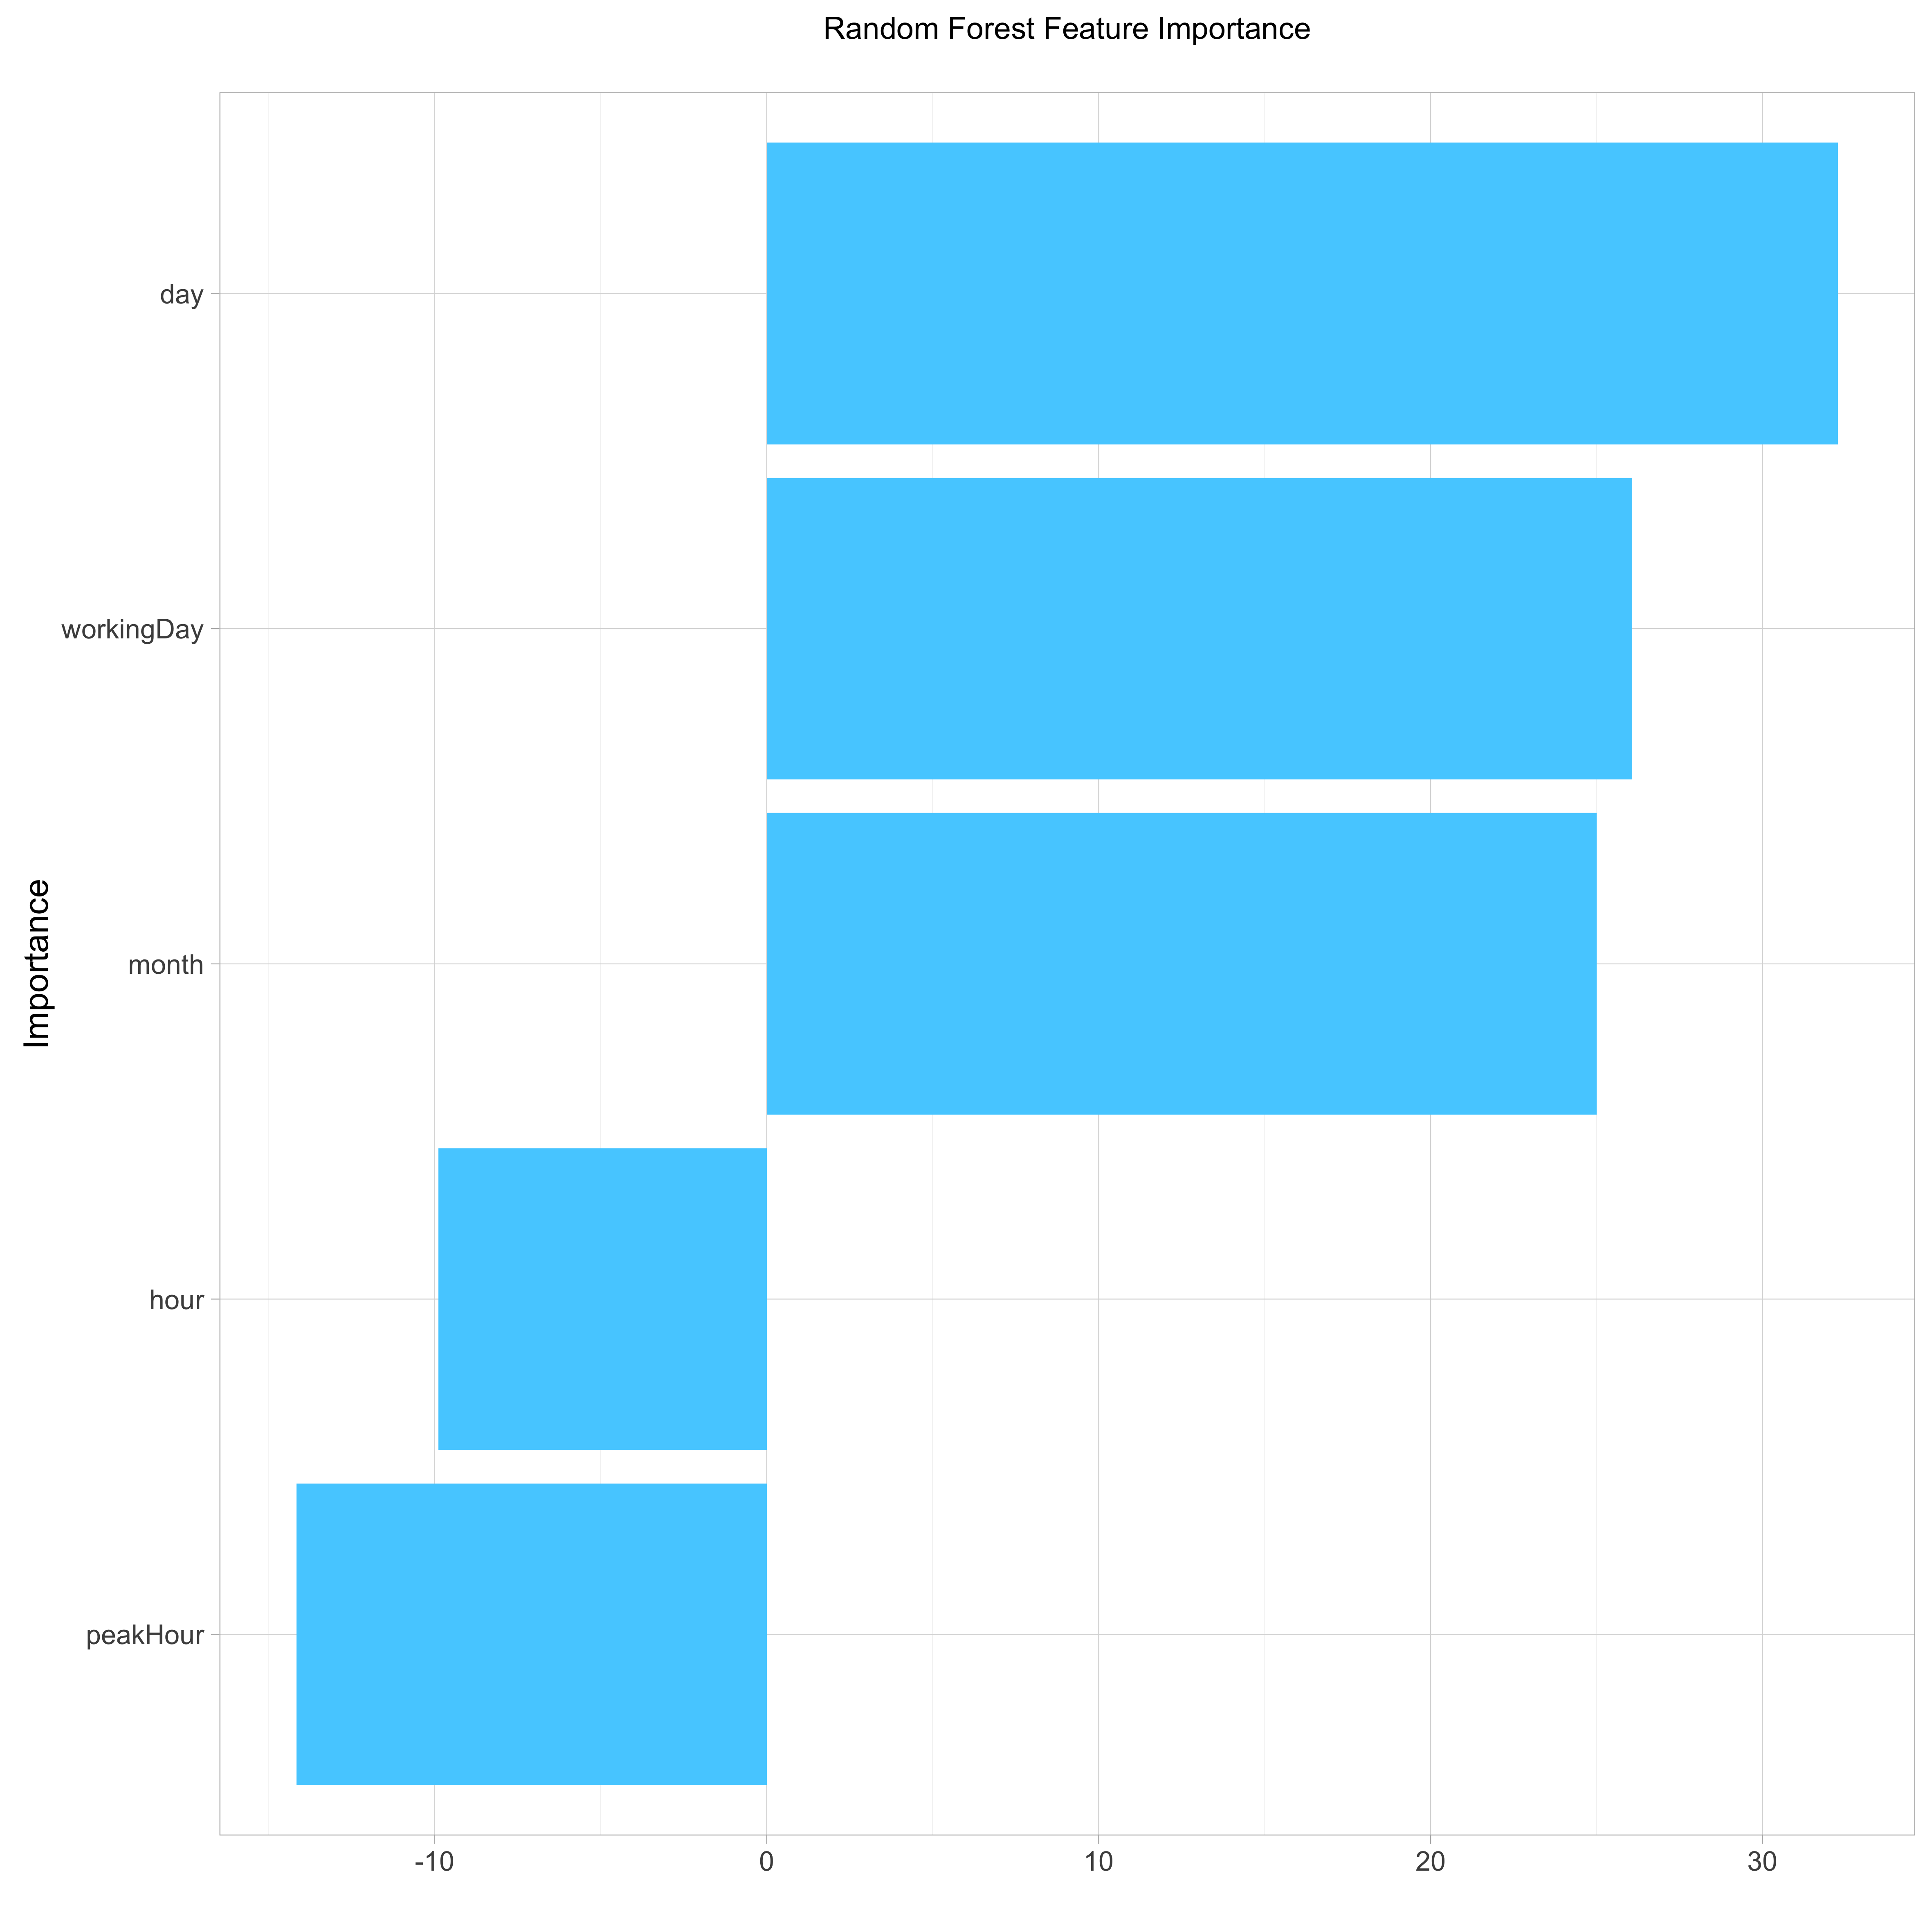 Random Forest Feature Importance
Importance
day
workingDay
month
hour
peakHour
-10 0 10 20 30